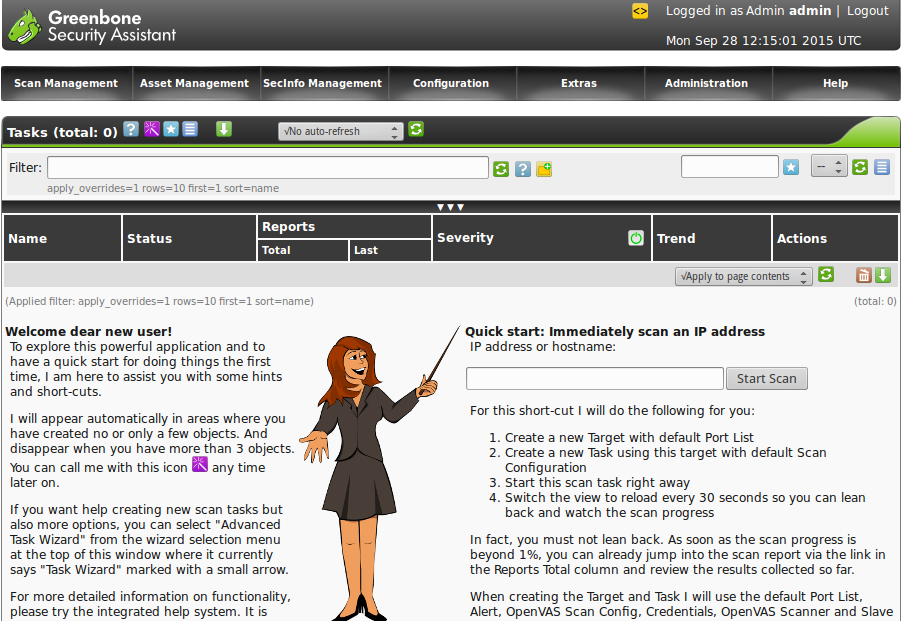 Greenbone
Security Assistant
<> Logged in as Admin admin | Logout
Mon Sep 28 12:15:01 2015 UTC
Scan Management Asset Management SecInfo Management Configuration Extras Administration Help
Tasks (total: 0) ? √No auto-refresh
Filter: ? --
apply_overrides=1 rows=10 first=1 sort=name
Name Status Reports Severity Trend Actions
Total Last
√Apply to page contents
(Applied filter: apply_overrides=1 rows=10 first=1 sort=name) (total: 0)
Welcome dear new user!
To explore this powerful application and to
have a quick start for doing things the first
time, I am here to assist you with some hints
and short-cuts.
I will appear automatically in areas where you
have created no or only a few objects. And
disappear when you have more than 3 objects.
You can call me with this icon any time
later on.
If you want help creating new scan tasks but
also more options, you can select "Advanced
Task Wizard" from the wizard selection menu
at the top of this window where it currently
says "Task Wizard" marked with a small arrow.
For more detailed information on functionality,
please try the integrated help system. It is
Quick start: Immediately scan an IP address
IP address or hostname:
Start Scan
For this short-cut I will do the following for you:
1. Create a new Target with default Port List
2. Create a new Task using this target with default Scan
Configuration
3. Start this scan task right away
4. Switch the view to reload every 30 seconds so you can lean
back and watch the scan progress
In fact, you must not lean back. As soon as the scan progress is
beyond 1%, you can already jump into the scan report via the link in
the Reports Total column and review the results collected so far.
When creating the Target and Task I will use the default Port List,
Alert, OpenVAS Scan Config, Credentials, OpenVAS Scanner and Slave